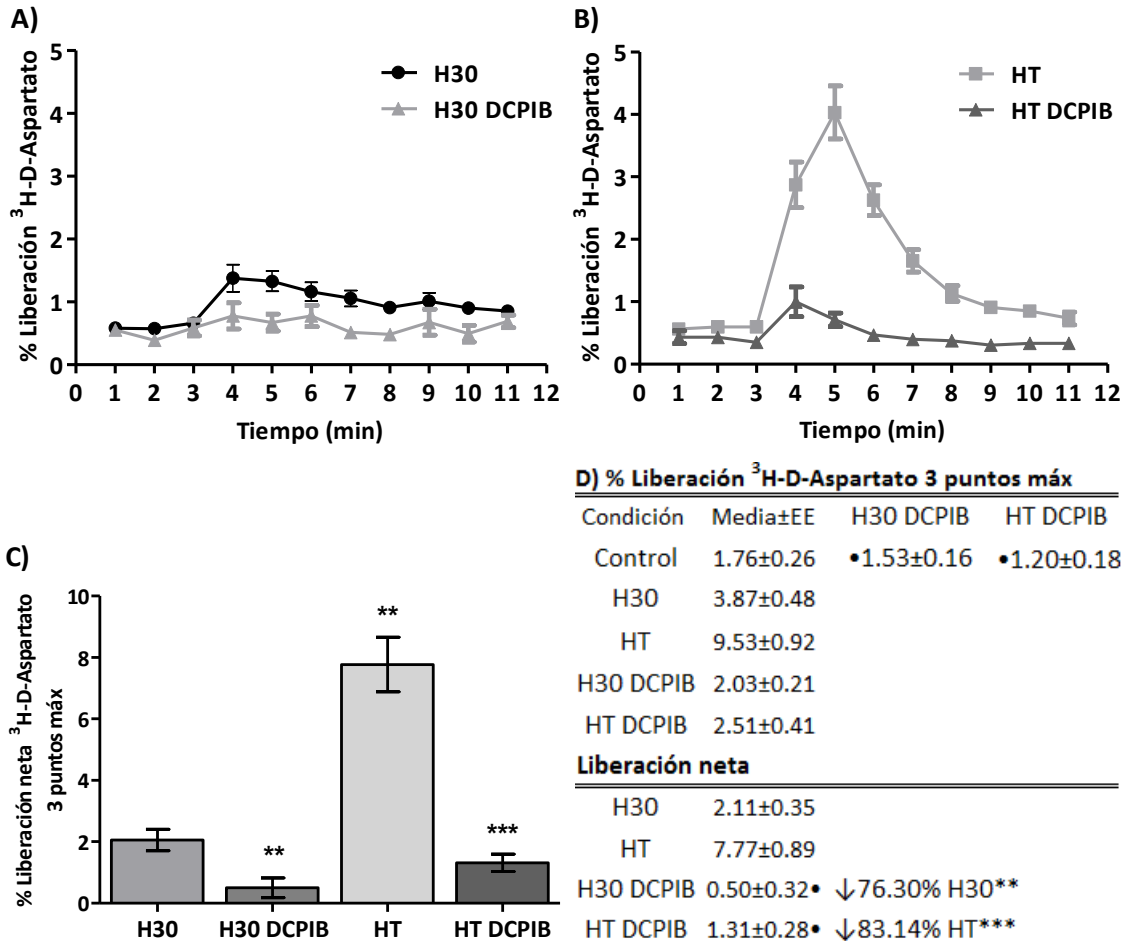 A)
% Liberación ³H-D-Aspartato
5
4
3
2
1
0
H30
H30 DCPIB
0 1 2 3 4 5 6 7 8 9 10 11 12
Tiempo (min)
B)
% Liberación ³H-D-Aspartato
5
4
3
2
1
0
HT
HT DCPIB
0 1 2 3 4 5 6 7 8 9 10 11 12
Tiempo (min)
C)
% Liberación neta ³H-D-Aspartato
3 puntos máx
10
8
6
4
2
0
**
**
***
H30 H30 DCPIB HT HT DCPIB
D) % Liberación ³H-D-Aspartato 3 puntos máx
Condición Media±EE H30 DCPIB HT DCPIB
Control 1.76±0.26 •1.53±0.16 •1.20±0.18
H30 3.87±0.48
HT 9.53±0.92
H30 DCPIB 2.03±0.21
HT DCPIB 2.51±0.41
Liberación neta
H30 2.11±0.35
HT 7.77±0.89
H30 DCPIB 0.50±0.32• ↓76.30% H30**
HT DCPIB 1.31±0.28• ↓83.14% HT***